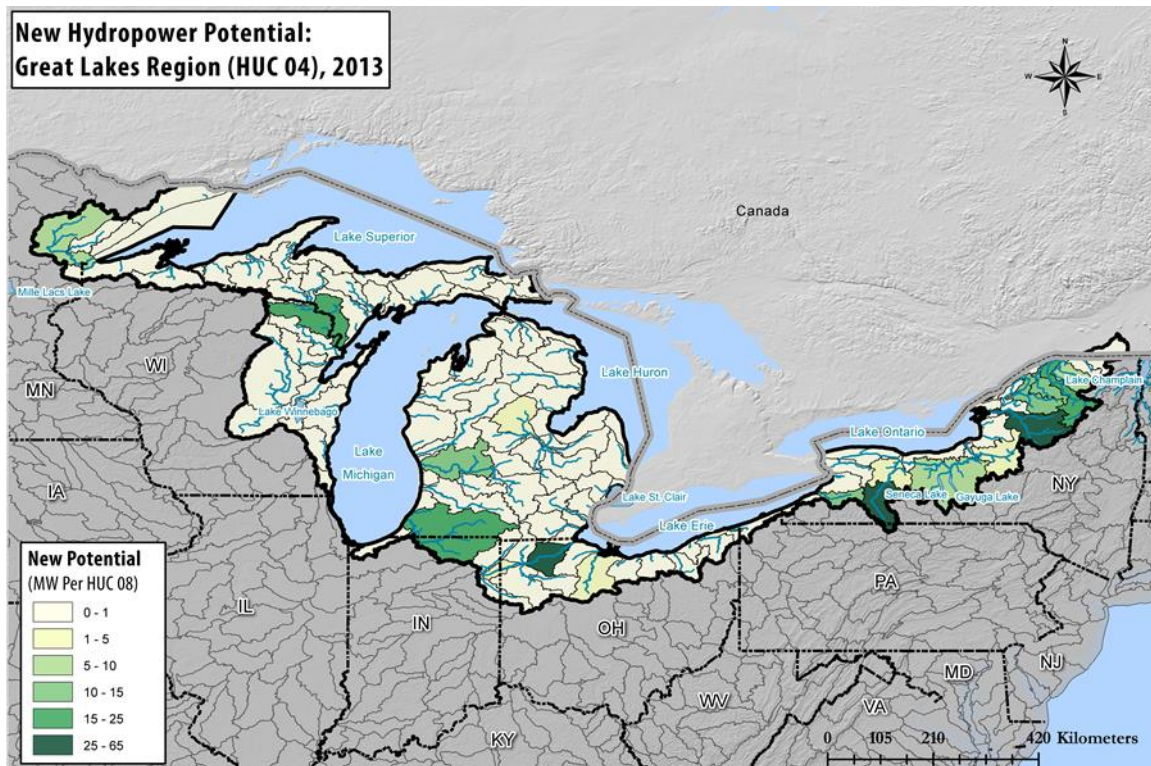 New Hydropower Potential:
Great Lakes Region (HUC 04), 2013
N
W
E
S
Canada
Lake Superior
Mille Lacs Lake
WI
MN
Lake Huron
Lake Champlain
Lake Winnebago
Lake Ontario
Lake
Michigan
IA
Lake St. Clair
Seneca Lake
Gayuga Lake
NY
Lake Erie
New Potential
(MW Per HUC 08)
0 - 1
1 - 5
5 - 10
10 - 15
15 - 25
25 - 65
IL
IN
OH
PA
NJ
MD
WV
VA
KY
0
105
210
420 Kilometers